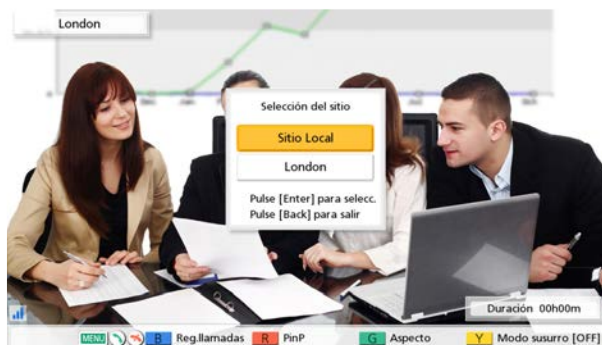 London
Selección del sitio
Sitio Local
London
Pulse [Enter] para selecc.
Pulse [Back] para salir
Duración 00h00m
MENU B Reg.llamadas R PinP G Aspecto Y Modo susurro [OFF]